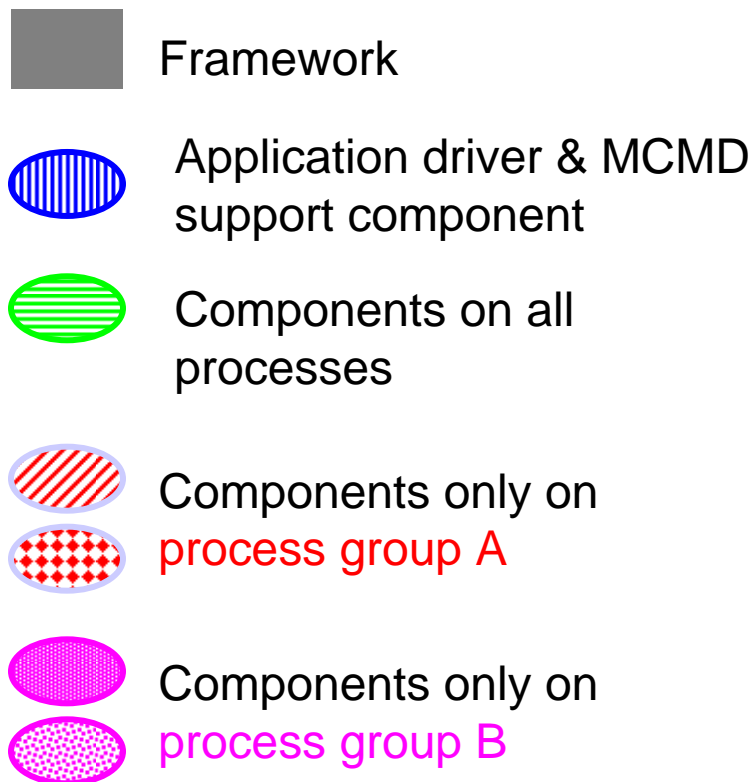 Framework
Application driver & MCMD
support component
Components on all
processes
Components only on
process group A
Components only on
process group B